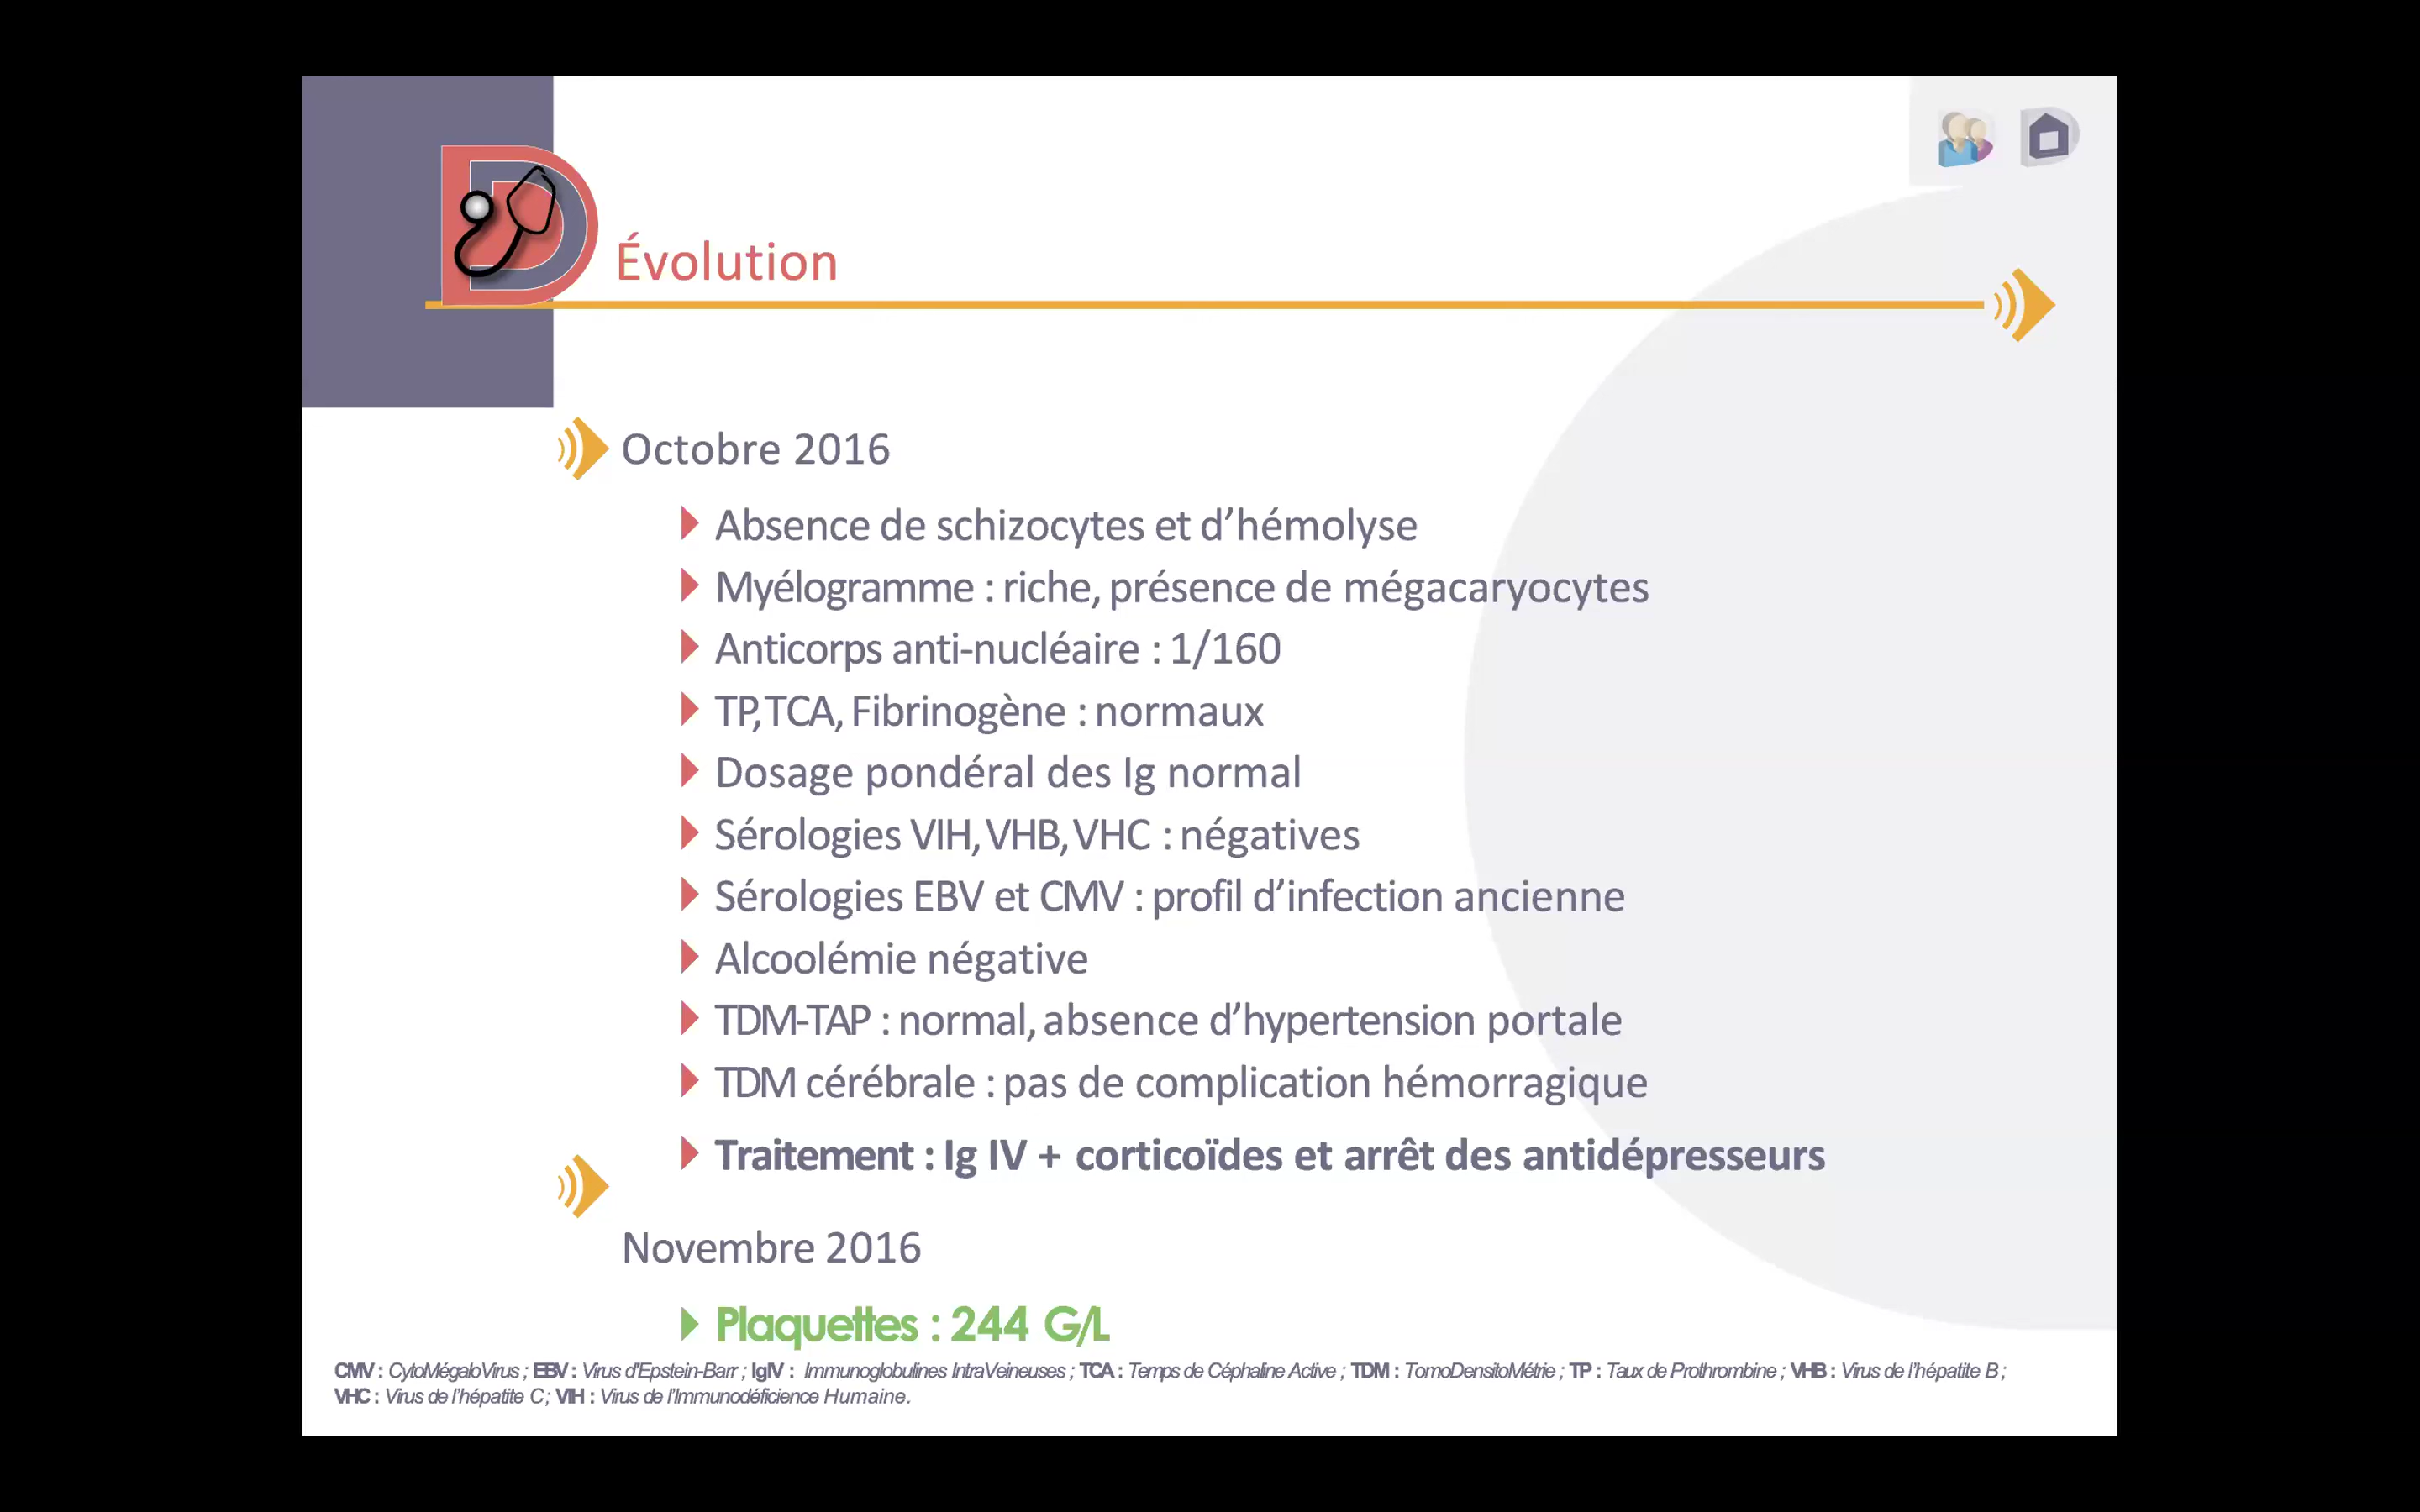 Évolution
Octobre 2016
Absence de schizocytes et d’hémolyse
Myélogramme : riche, présence de mégacaryocytes
Anticorps anti-nucléaire : 1/160
TP, TCA, Fibrinogène : normaux
Dosage pondéral des Ig normal
Sérologies VIH, VHB, VHC : négatives
Sérologies EBV et CMV : profil d’infection ancienne
Alcoolémie négative
TDM-TAP : normal, absence d’hypertension portale
TDM cérébrale : pas de complication hémorragique
Traitement : Ig IV + corticoïdes et arrêt des antidépresseurs
Novembre 2016
Plaquettes : 244 G/L
CMV : CytoMégaloVirus ; EBV : Virus d'Epstein-Barr ; IgIV : Immunoglobulines IntraVeineuses ; TCA : Temps de Céphaline Active ; TDM : TomoDensitoMétrie ; TP : Taux de Prothrombine ; VHB : Virus de l’hépatite B ;
VHC : Virus de l’hépatite C ; VIH : Virus de l’Immunodéficience Humaine.